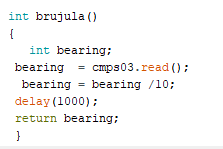 int brujula()
{
int bearing;
bearing = cmps03.read();
bearing = bearing /10;
delay(1000);
return bearing;
}